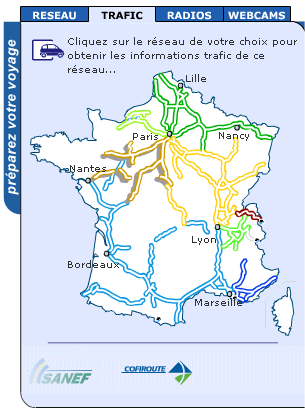 RESEAU TRAFIC RADIOS WEBCAMS
préparez votre voyage
Cliquez sur le réseau de votre choix pour
obtenir les informations trafic de ce
réseau...
Lille
Paris
Nancy
Nantes
Lyon
Bordeaux
Marseille
SANEF
COFIROUTE